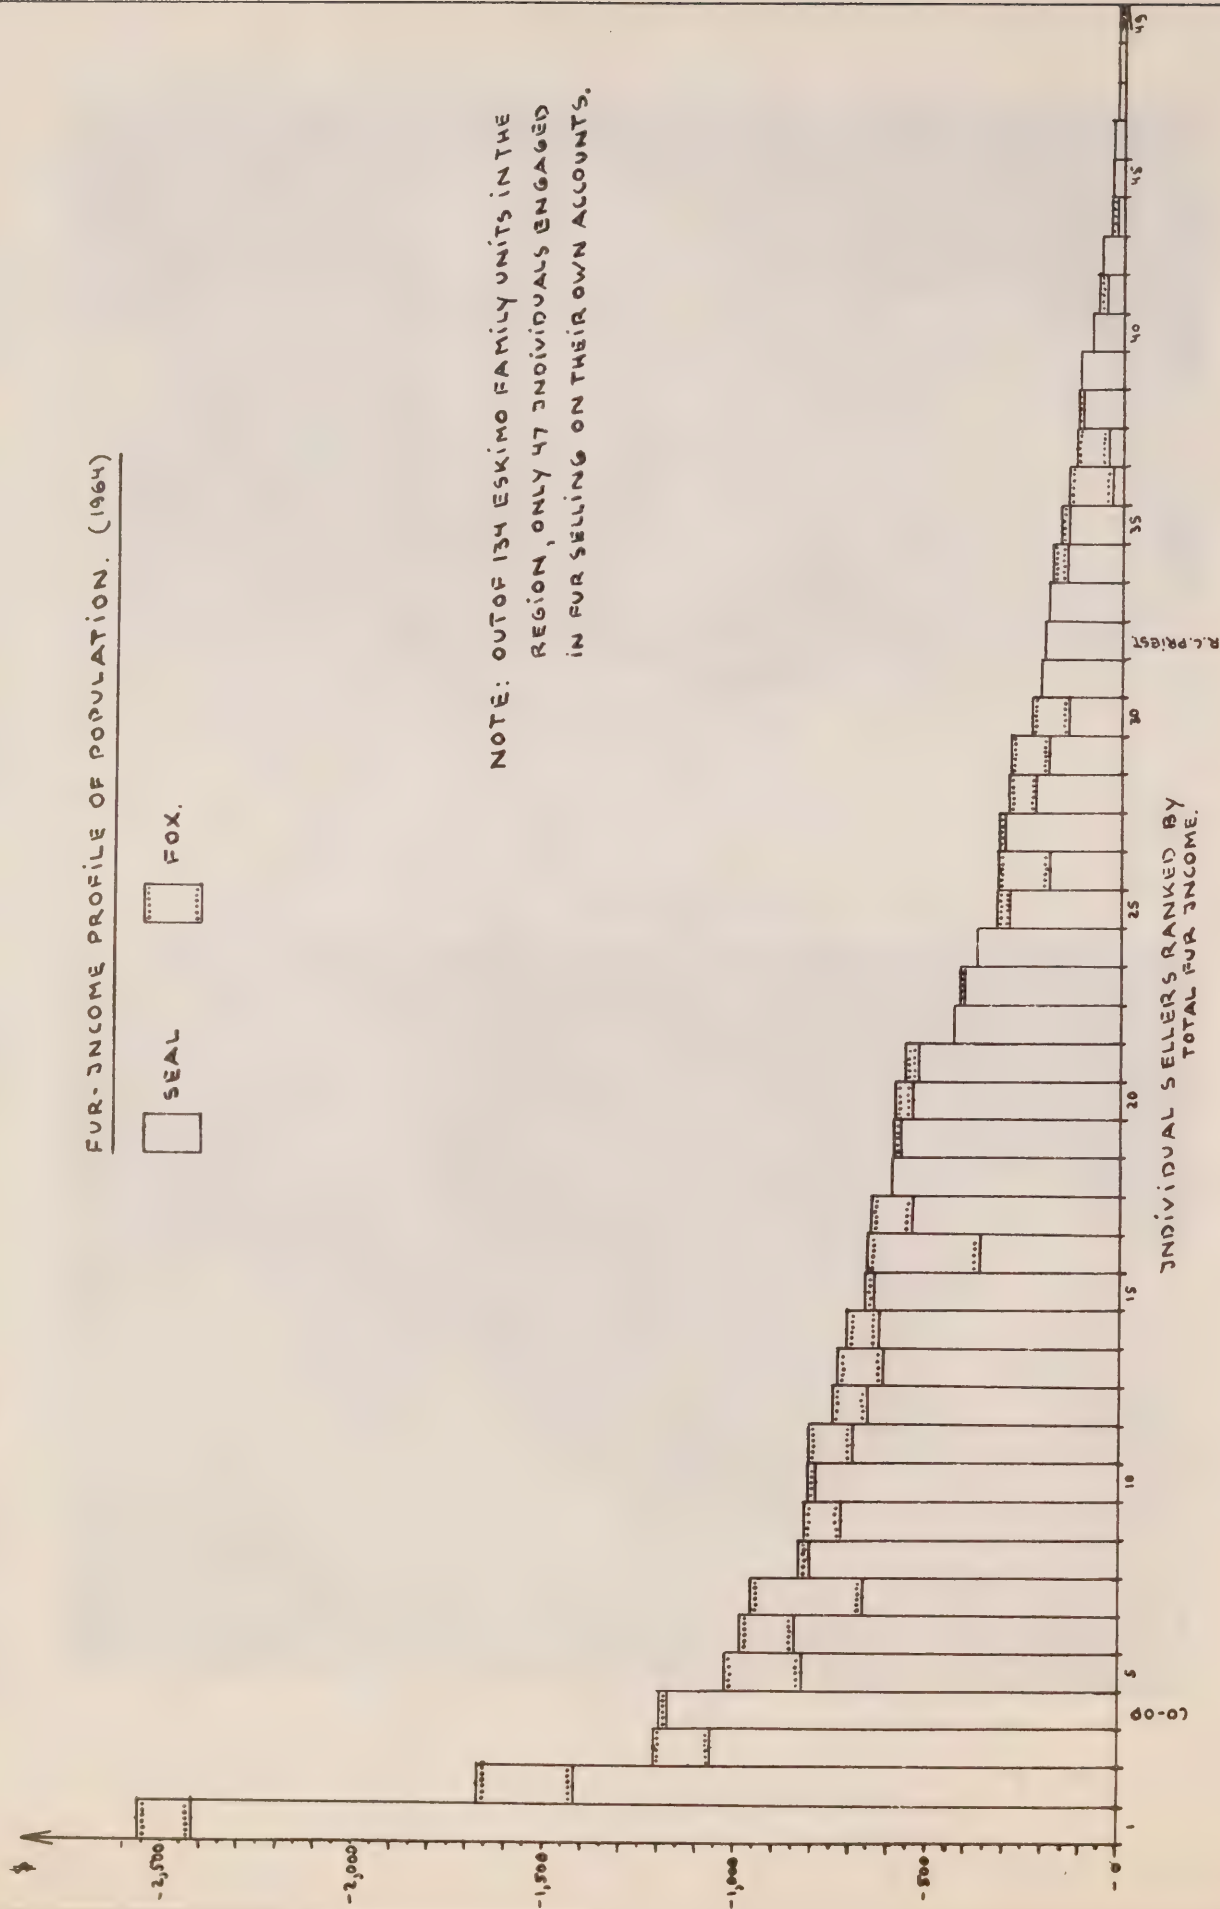 FUR-INCOME PROFILE OF POPULATION. (1964)
SEAL
FOX.
NOTE: OUT OF 134 ESKIMO FAMILY UNITS IN THE
REGION, ONLY 47 INDIVIDUALS ENGAGED
IN FUR SELLING ON THEIR OWN ACCOUNTS.
$
-2,500
-2,000
-1,500
-1,000
-500
-0
1
CO-OP
5
10
15
20
25
30
R.C. PRIEST
35
40
45
49
INDIVIDUAL SELLERS RANKED BY
TOTAL FUR INCOME.